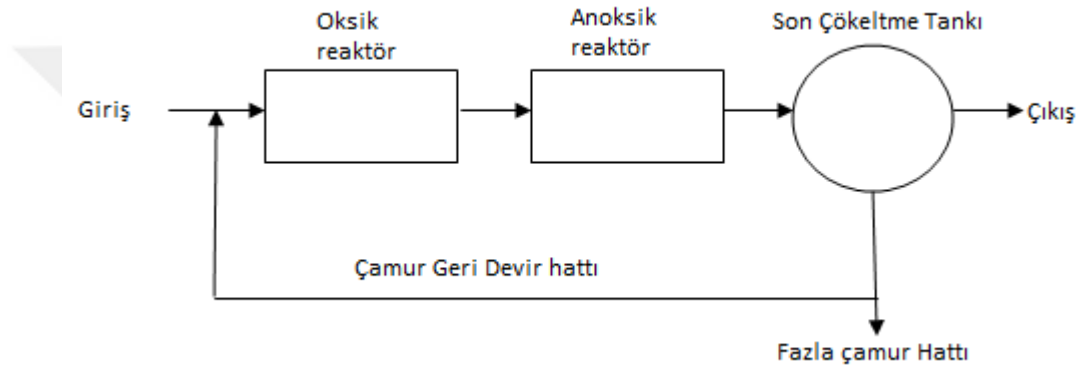 Oksik
reaktör
Anoksik
reaktör
Son Çökeltme Tankı
Giriş
Çıkış
Çamur Geri Devir hattı
Fazla çamur Hattı